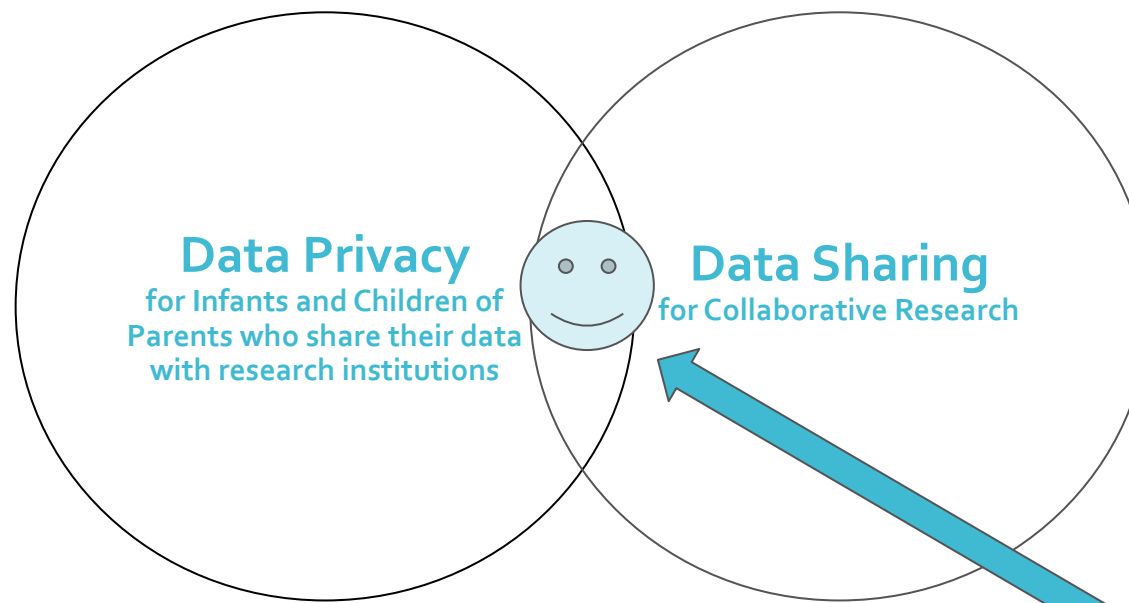 Data Privacy
for Infants and Children of
Parents who share their data
with research institutions
Data Sharing
for Collaborative Research